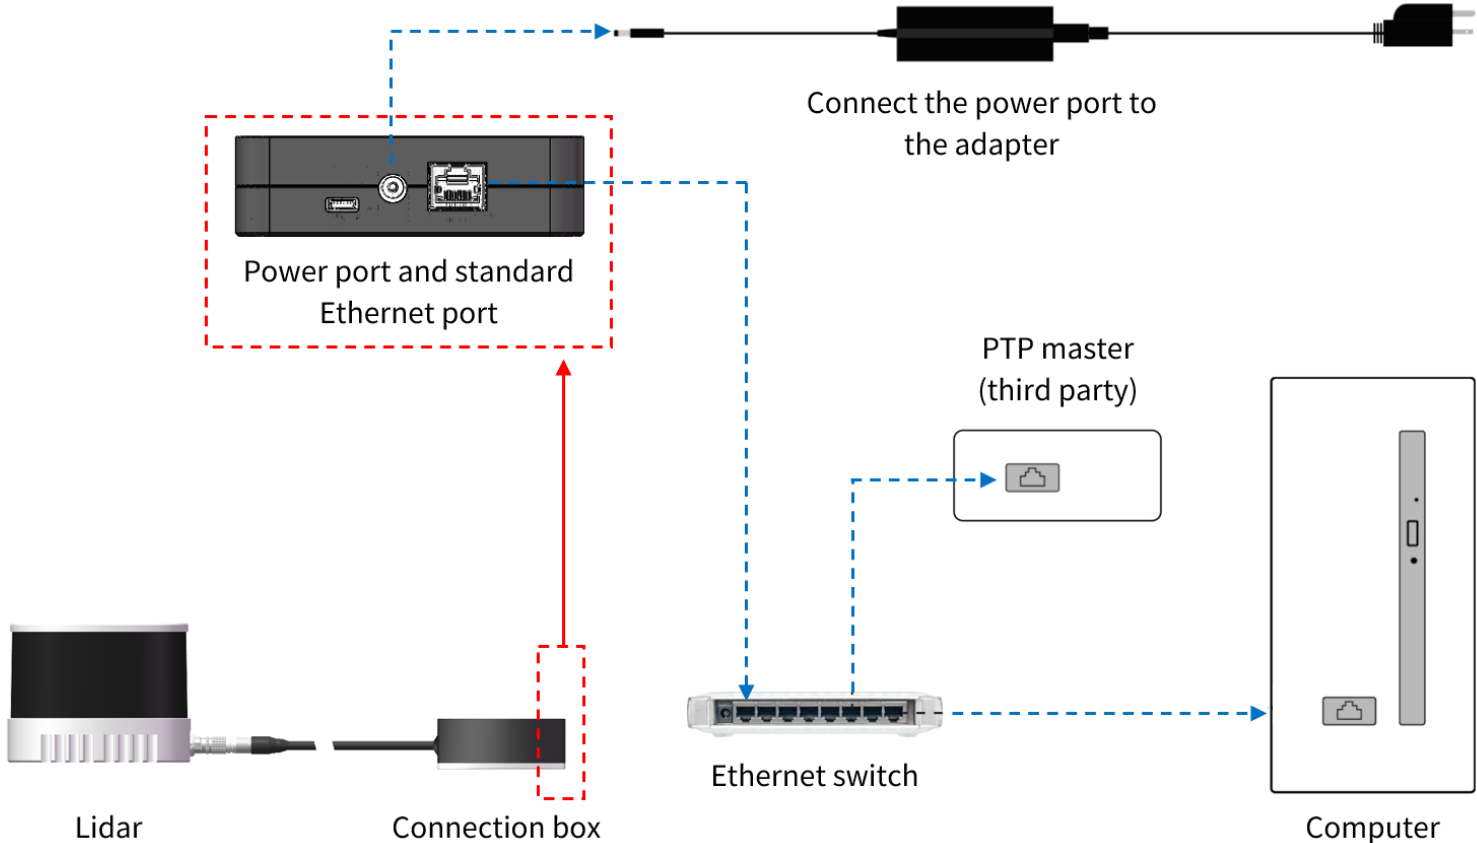 Connect the power port to
the adapter
Power port and standard
Ethernet port
PTP master
(third party)
Ethernet switch
Lidar
Connection box
Computer